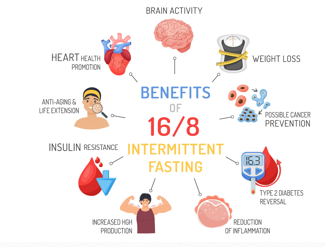 BRAIN ACTIVITY
HEART HEALTH
PROMOTION
WEIGHT LOSS
ANTI-AGING &
LIFE EXTENSION
BENEFITS
OF
16/8
INTERMITTENT
FASTING
POSSIBLE CANCER
PREVENTION
INSULIN RESISTANCE
16.3
TYPE 2 DIABETES
REVERSAL
INCREASED HGH
PRODUCTION
REDUCTION
OF INFLAMMATION